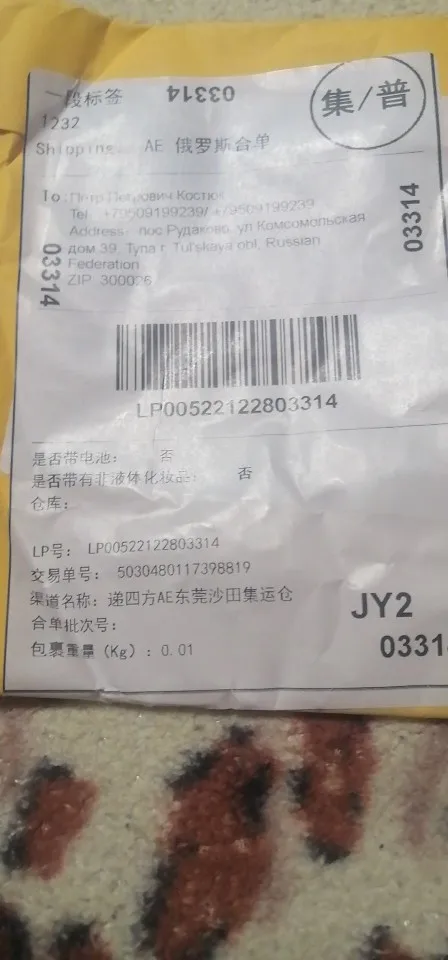 一段标签
03314
集/普
1232
Shipping: AE 俄罗斯合单
To: Петр Петрович Костюк
Tel: +79509199239/ +79509199239
Address: пос.Рудаково, ул Комсомольская
дом 39, Тула г. Tul'skaya obl, Russian
Federation
ZIP: 300026
03314
03314
LP00522122803314
是否带电池: 否
是否带有非液体化妆品: 否
仓库:
LP号: LP00522122803314
交易单号: 5030480117398819
渠道名称: 递四方AE东莞沙田集运仓
合单批次号:
包裹重量 (Kg) : 0.01
JY2
0331